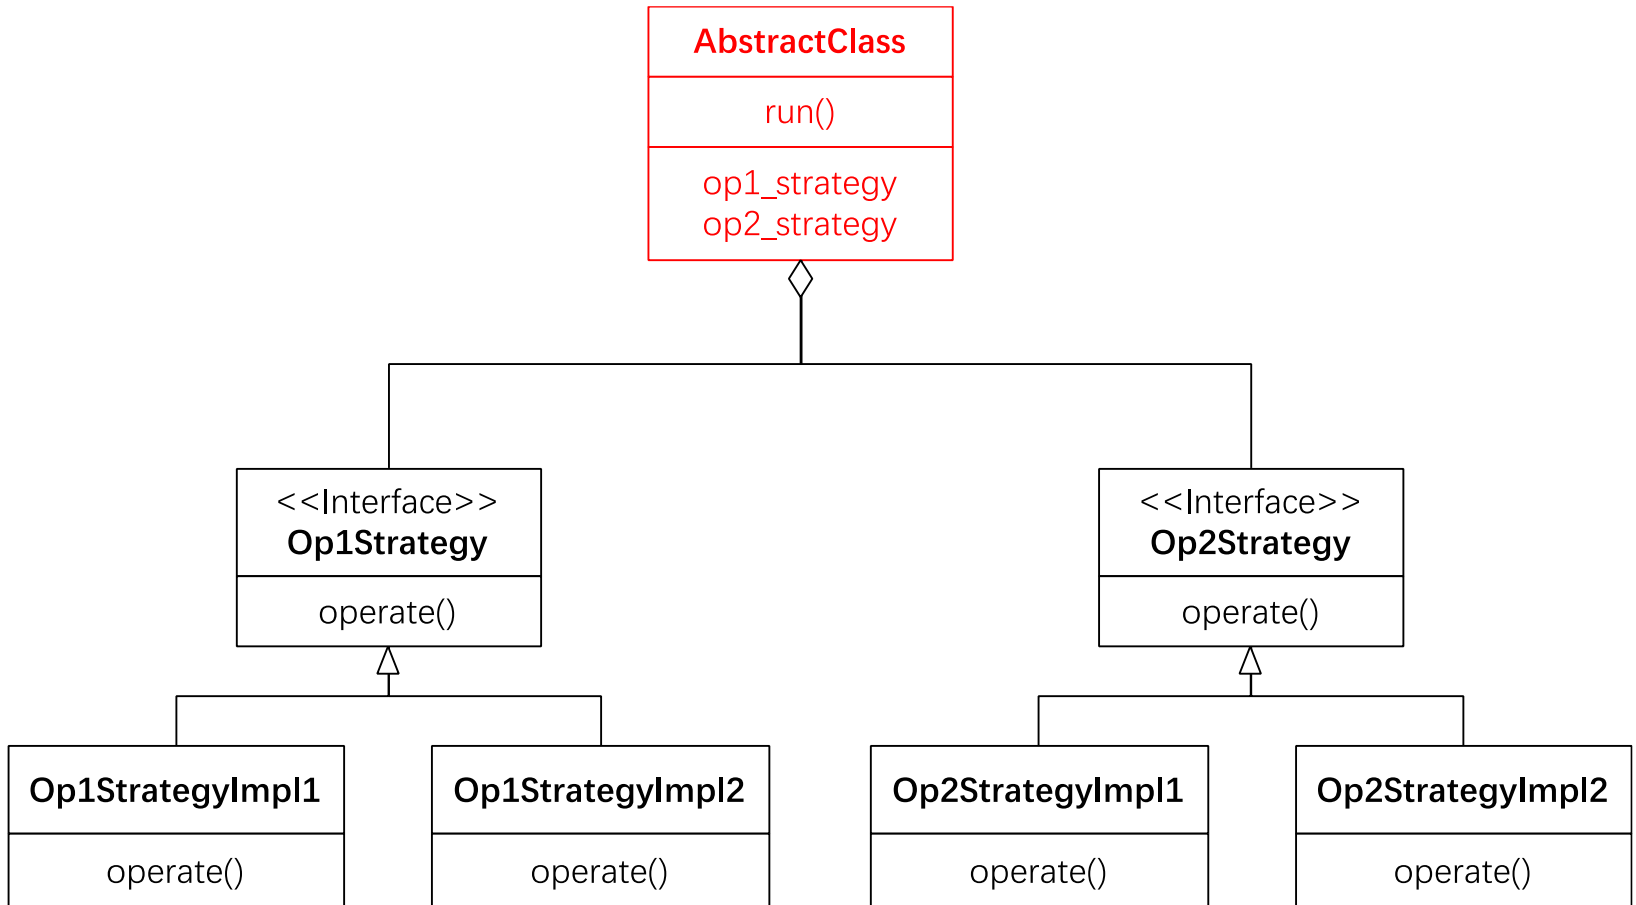 AbstractClass
run()
op1_strategy
op2_strategy
<<Interface>>
Op1Strategy
operate()
<<Interface>>
Op2Strategy
operate()
Op1StrategyImpl1
operate()
Op1StrategyImpl2
operate()
Op2StrategyImpl1
operate()
Op2StrategyImpl2
operate()